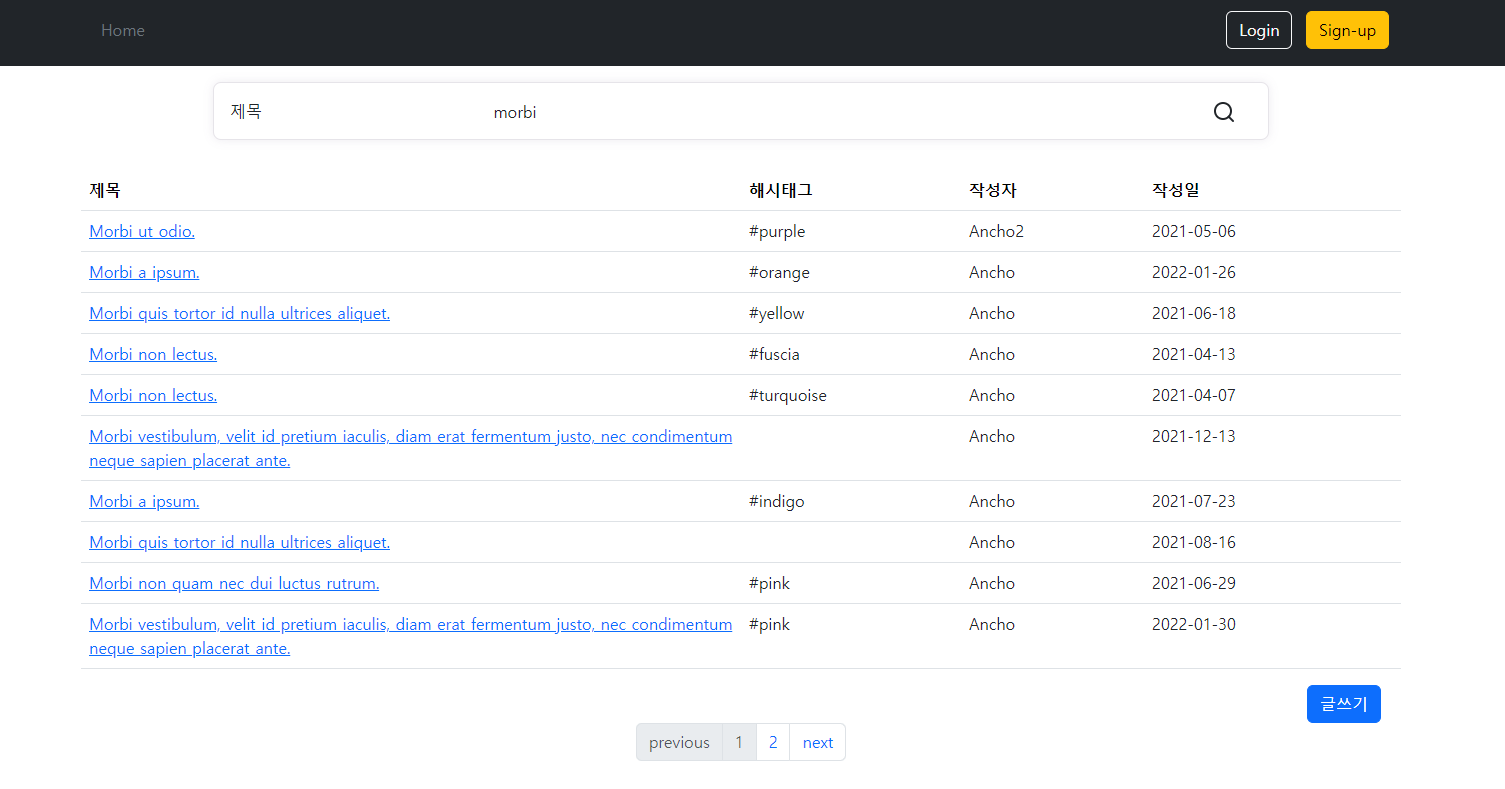 Home Login Sign-up
제목 morbi
제목 해시태그 작성자 작성일
Morbi ut odio. #purple Ancho2 2021-05-06
Morbi a ipsum. #orange Ancho 2022-01-26
Morbi quis tortor id nulla ultrices aliquet. #yellow Ancho 2021-06-18
Morbi non lectus. #fuscia Ancho 2021-04-13
Morbi non lectus. #turquoise Ancho 2021-04-07
Morbi vestibulum, velit id pretium iaculis, diam erat fermentum justo, nec condimentum Ancho 2021-12-13
neque sapien placerat ante.
Morbi a ipsum. #indigo Ancho 2021-07-23
Morbi quis tortor id nulla ultrices aliquet. Ancho 2021-08-16
Morbi non quam nec dui luctus rutrum. #pink Ancho 2021-06-29
Morbi vestibulum, velit id pretium iaculis, diam erat fermentum justo, nec condimentum #pink Ancho 2022-01-30
neque sapien placerat ante.
글쓰기
previous 1 2 next